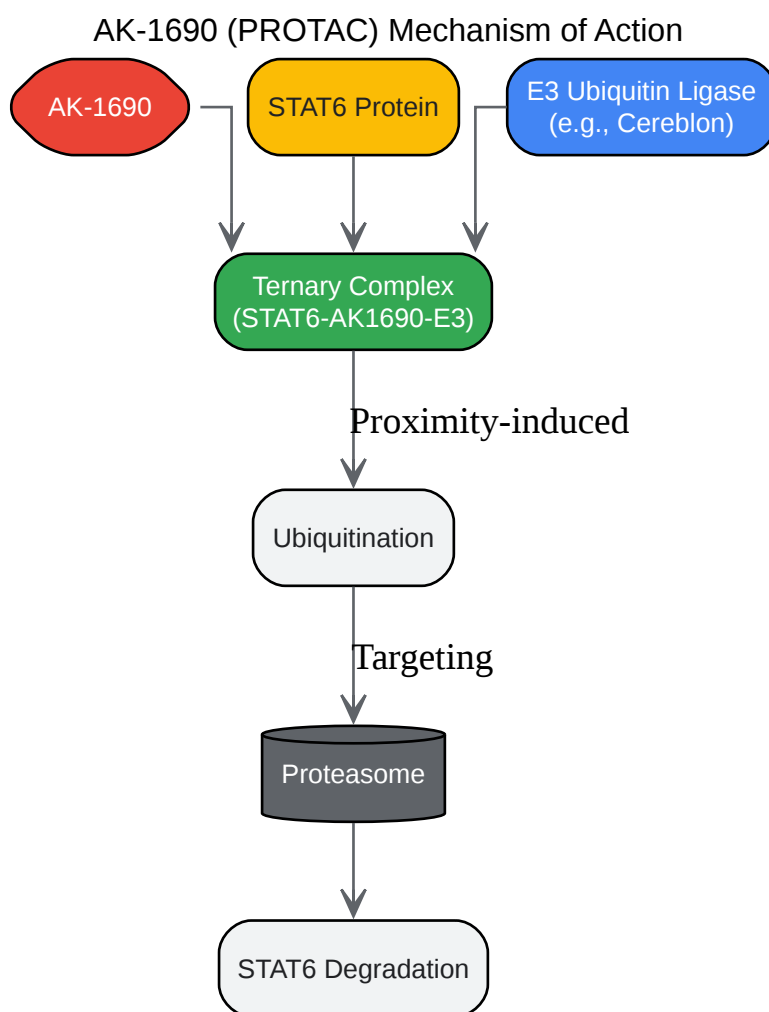 AK-1690 (PROTAC) Mechanism of Action
AK-1690
STAT6 Protein
E3 Ubiquitin Ligase
(e.g., Cereblon)
Ternary Complex
(STAT6-AK1690-E3)
Proximity-induced
Ubiquitination
Targeting
Proteasome
STAT6 Degradation